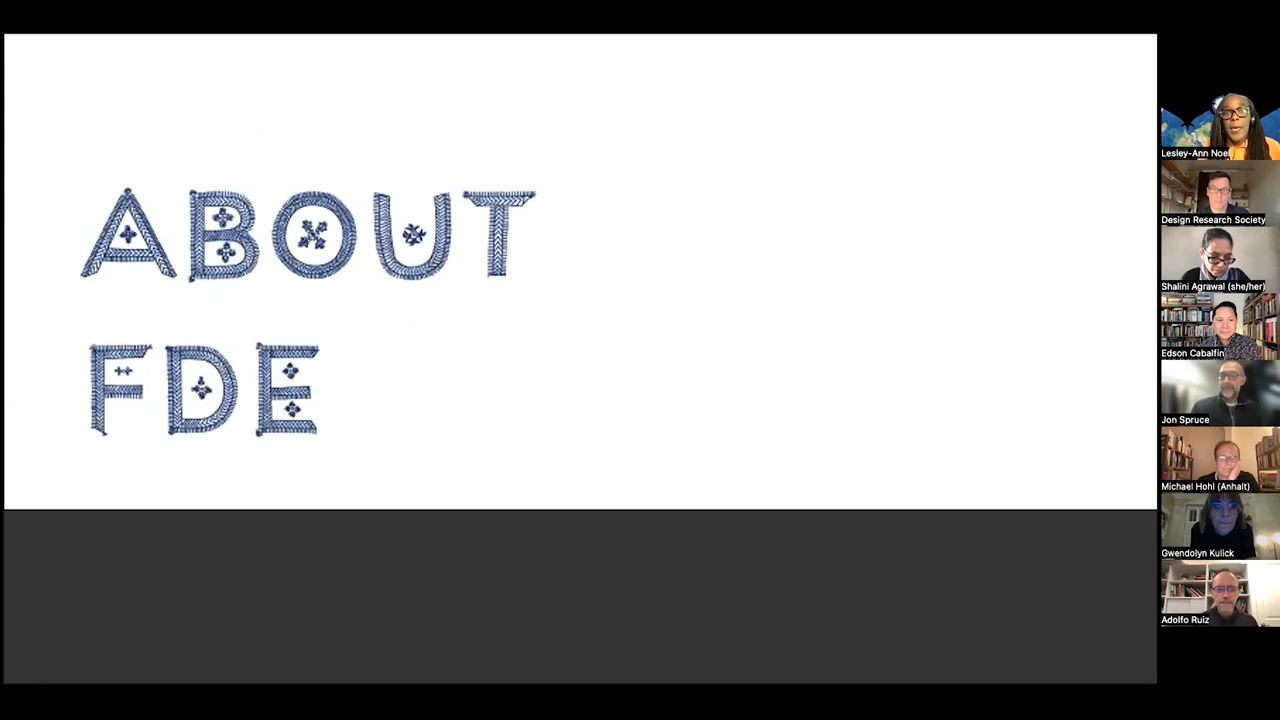 ABOUT
FDE
Lesley-Ann Noel
Design Research Society
Shalini Agrawal (she/her)
Edson Cabalfin
Jon Spruce
Michael Hohl (Anhalt)
Gwendolyn Kulick
Adolfo Ruiz